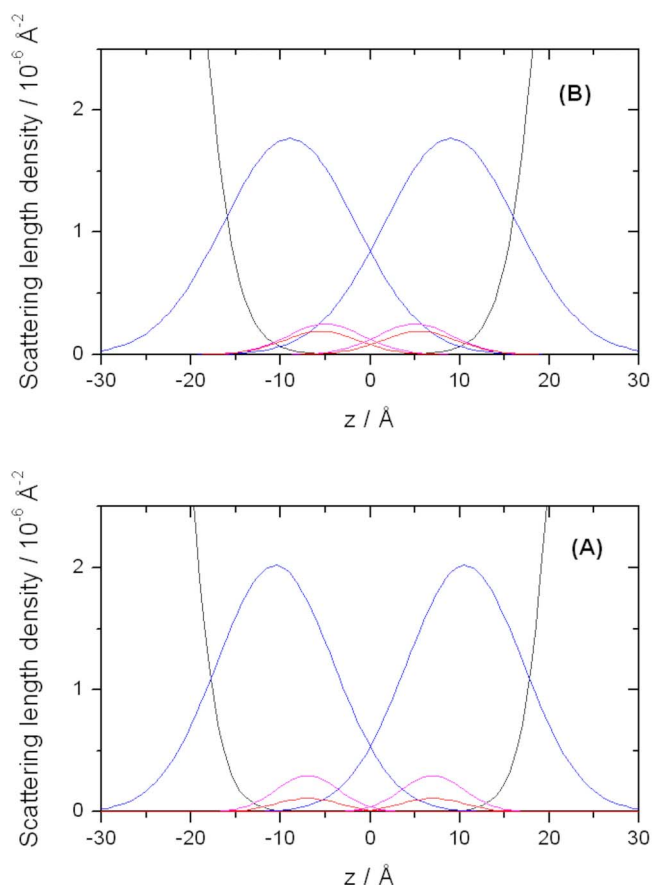 Scattering length density / 10⁻⁶ Å⁻²
2
1
0
(B)
-30 -20 -10 0 10 20 30
z / Å
Scattering length density / 10⁻⁶ Å⁻²
2
1
0
(A)
-30 -20 -10 0 10 20 30
z / Å